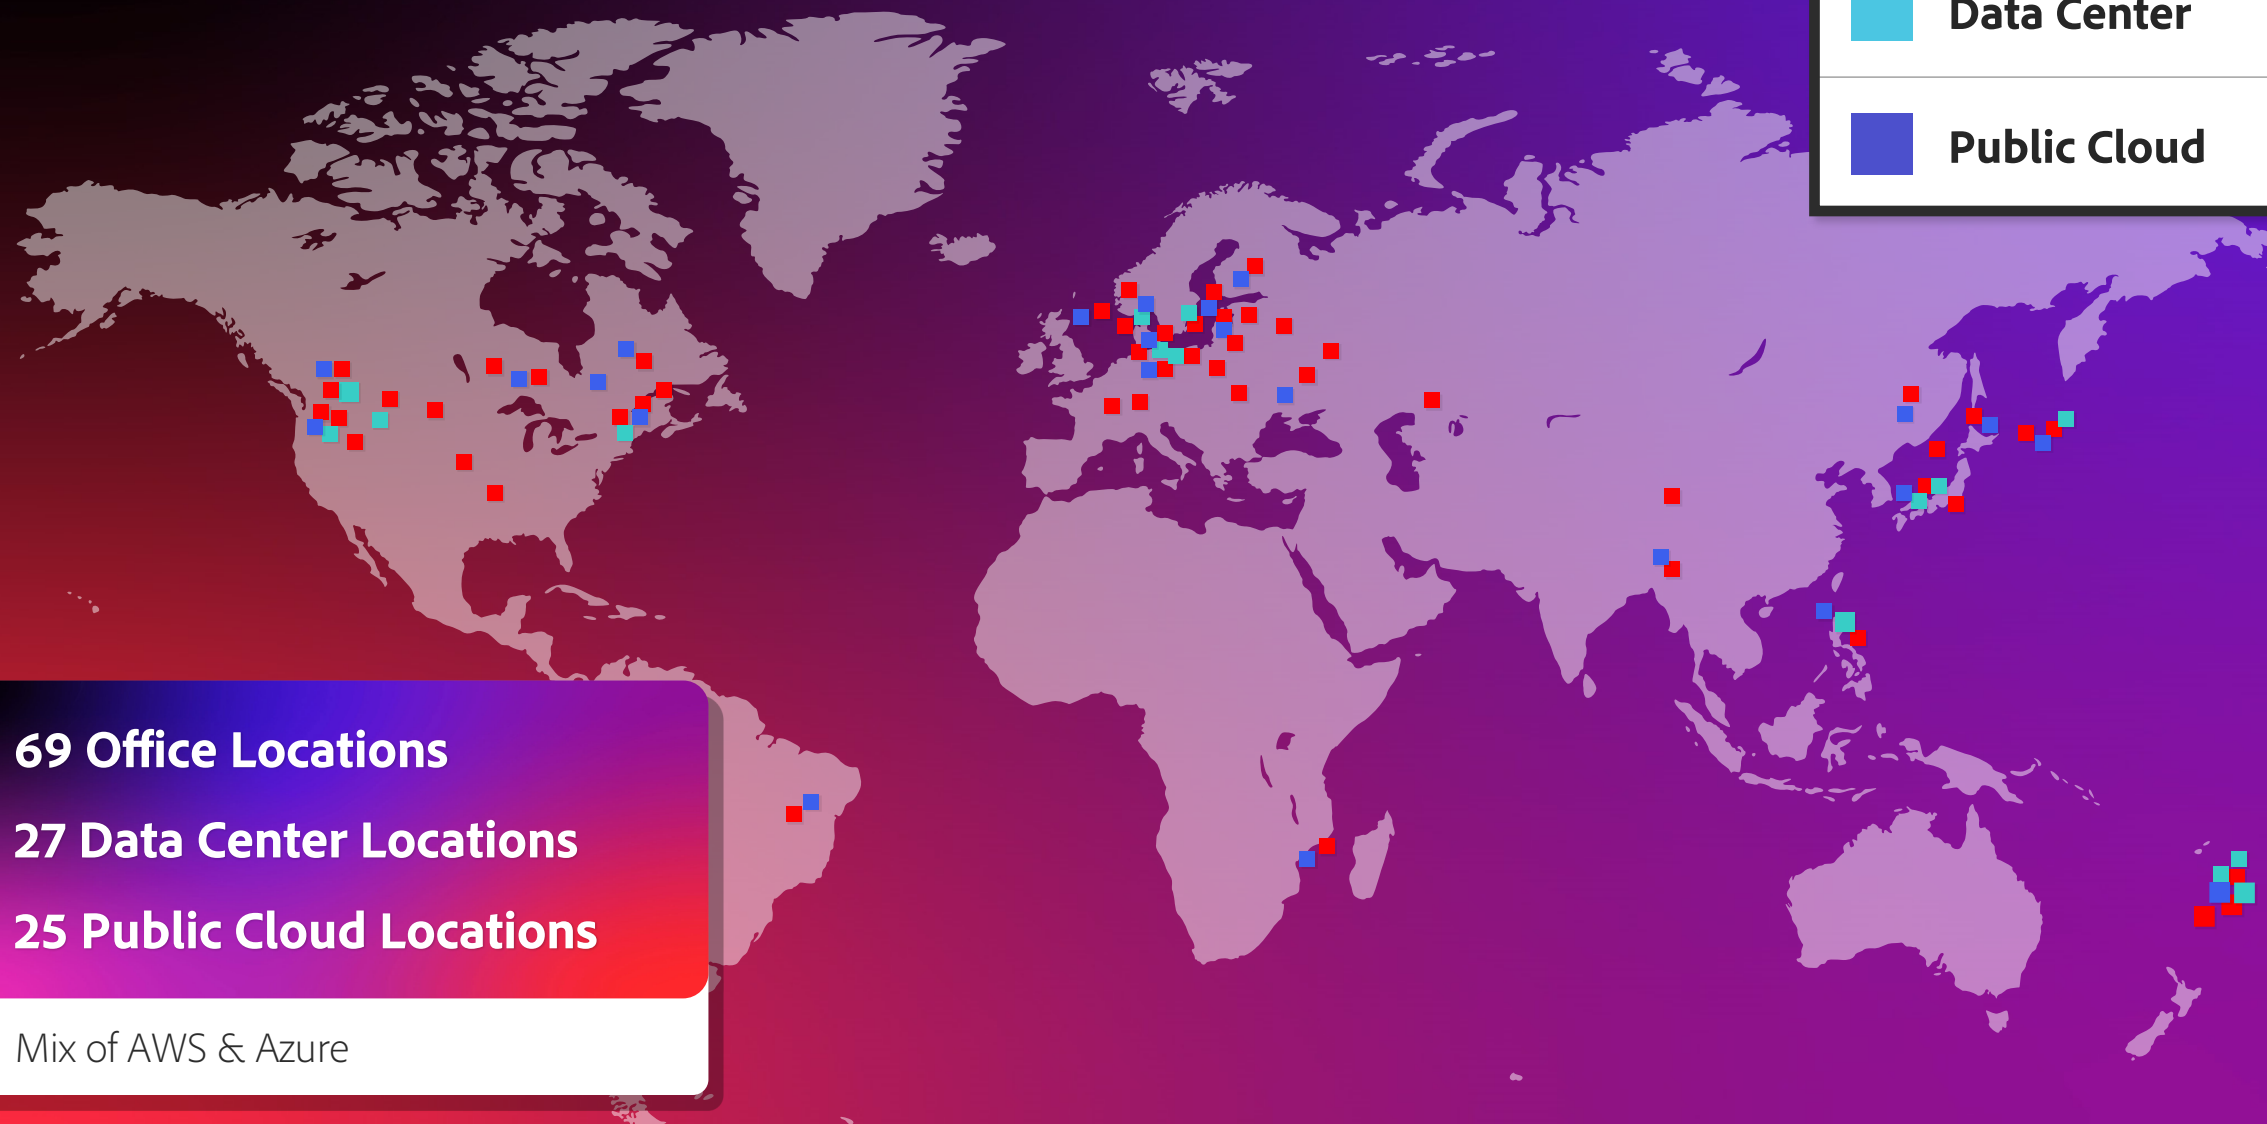 Data Center
Public Cloud
69 Office Locations
27 Data Center Locations
25 Public Cloud Locations
Mix of AWS & Azure